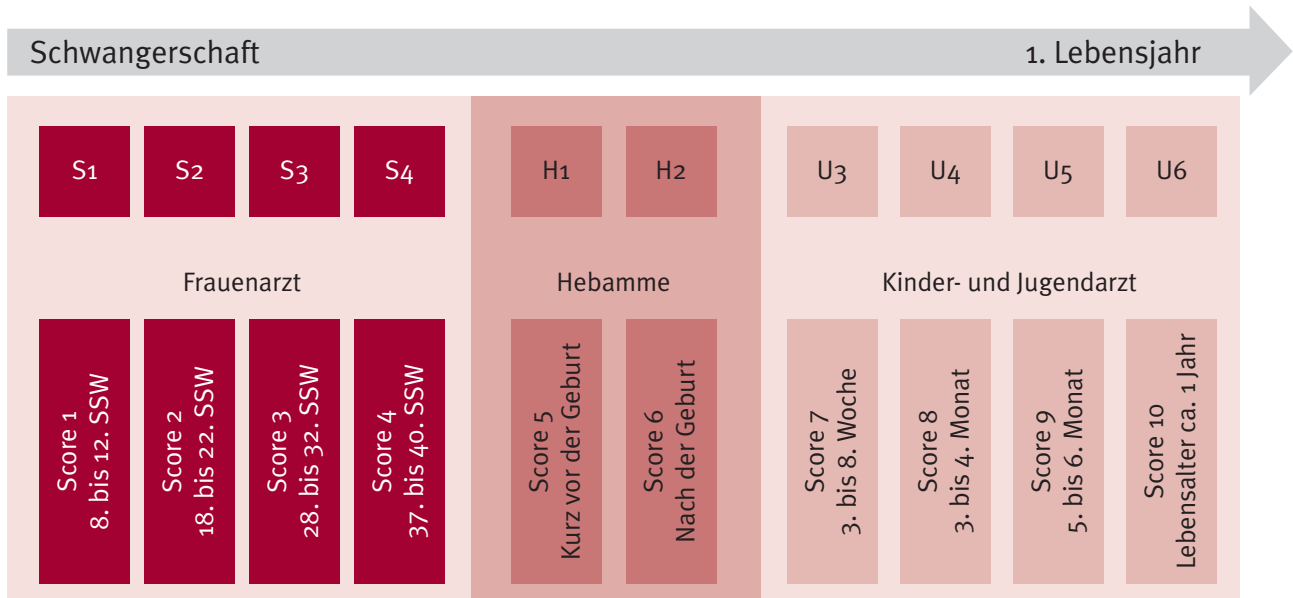 Schwangerschaft
1. Lebensjahr
S1
S2
S3
S4
H1
H2
U3
U4
U5
U6
Frauenarzt
Hebamme
Kinder- und Jugendarzt
Score 1
8. bis 12. SSW
Score 2
18. bis 22. SSW
Score 3
28. bis 32. SSW
Score 4
37. bis 40. SSW
Score 5
Kurz vor der Geburt
Score 6
Nach der Geburt
Score 7
3. bis 8. Woche
Score 8
3. bis 4. Monat
Score 9
5. bis 6. Monat
Score 10
Lebensalter ca. 1 Jahr